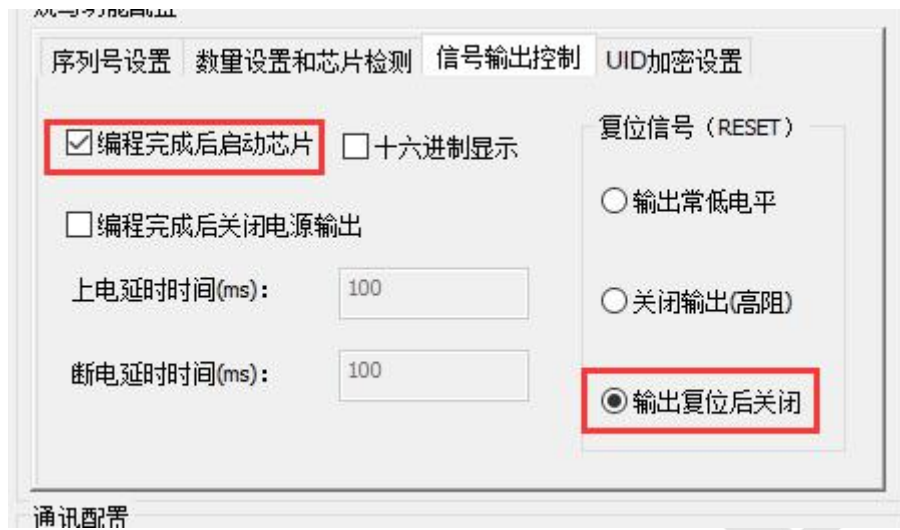 序列号设置 数量设置和芯片检测 信号输出控制 UID加密设置
编程完成后启动芯片 十六进制显示
复位信号（RESET）
输出常低电平
编程完成后关闭电源输出
上电延时时间(ms): 100
关闭输出(高阻)
断电延时时间(ms): 100
输出复位后关闭
通讯配置